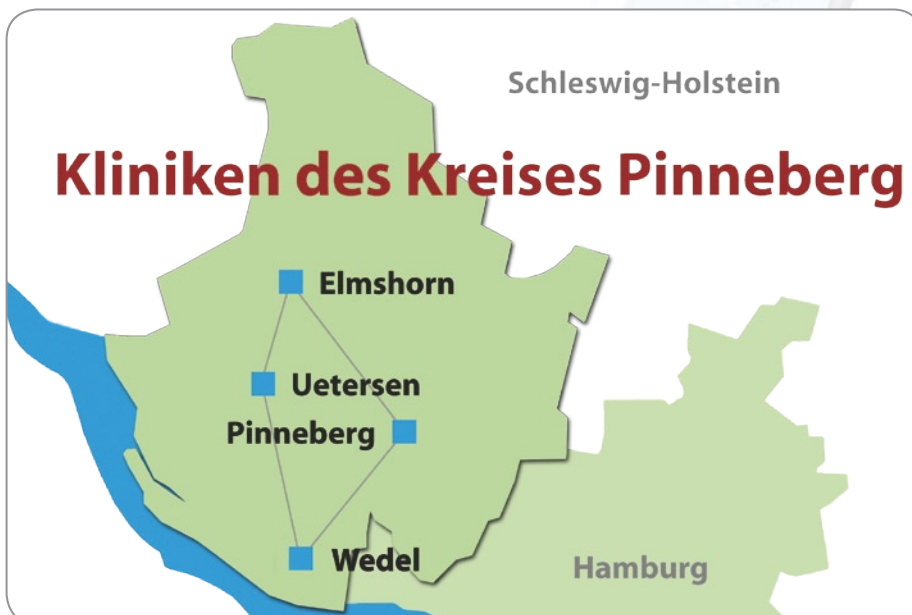 Schleswig-Holstein
Kliniken des Kreises Pinneberg
Elmshorn
Uetersen
Pinneberg
Wedel
Hamburg